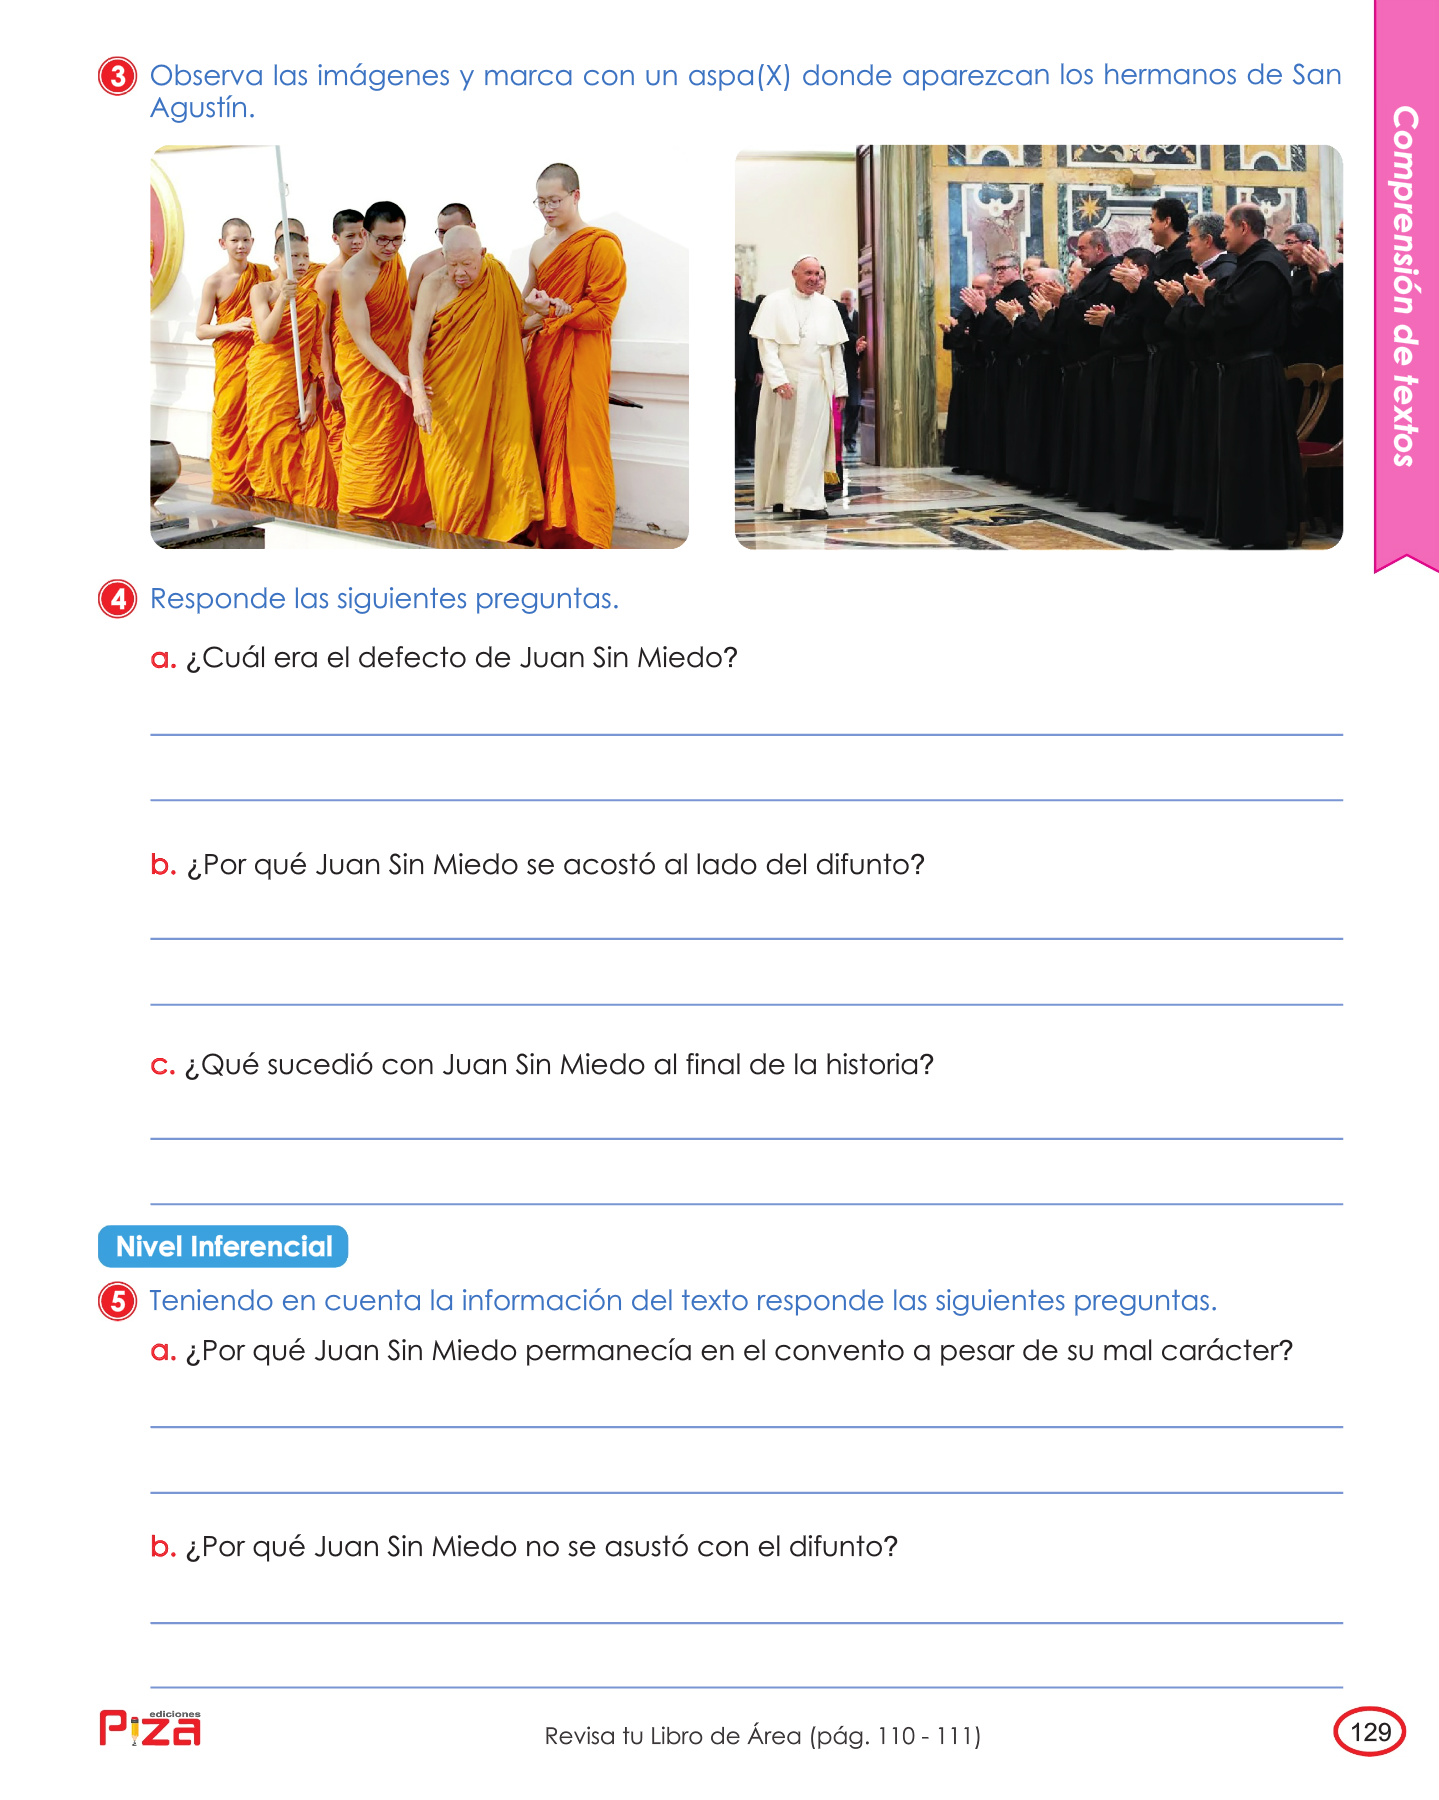 3 Observa las imágenes y marca con un aspa(X) donde aparezcan los hermanos de San
Agustín.
Comprensión de textos
4 Responde las siguientes preguntas.
a. ¿Cuál era el defecto de Juan Sin Miedo?
b. ¿Por qué Juan Sin Miedo se acostó al lado del difunto?
c. ¿Qué sucedió con Juan Sin Miedo al final de la historia?
Nivel Inferencial
5 Teniendo en cuenta la información del texto responde las siguientes preguntas.
a. ¿Por qué Juan Sin Miedo permanecía en el convento a pesar de su mal carácter?
b. ¿Por qué Juan Sin Miedo no se asustó con el difunto?
ediciones
Piza
Revisa tu Libro de Área (pág. 110 - 111)
129